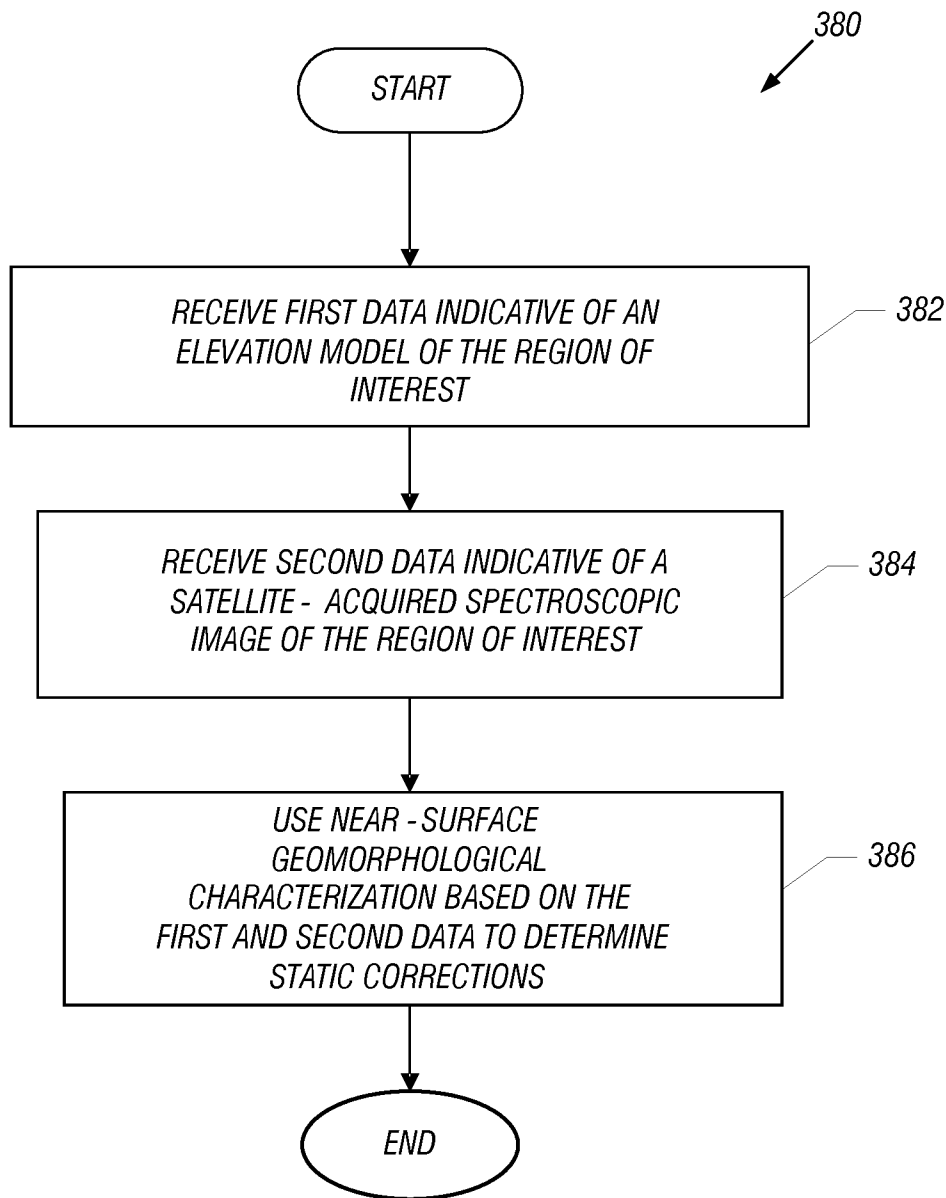 380
START
RECEIVE FIRST DATA INDICATIVE OF AN
ELEVATION MODEL OF THE REGION OF
INTEREST
382
RECEIVE SECOND DATA INDICATIVE OF A
SATELLITE - ACQUIRED SPECTROSCOPIC
IMAGE OF THE REGION OF INTEREST
384
USE NEAR - SURFACE
GEOMORPHOLOGICAL
CHARACTERIZATION BASED ON THE
FIRST AND SECOND DATA TO DETERMINE
STATIC CORRECTIONS
386
END